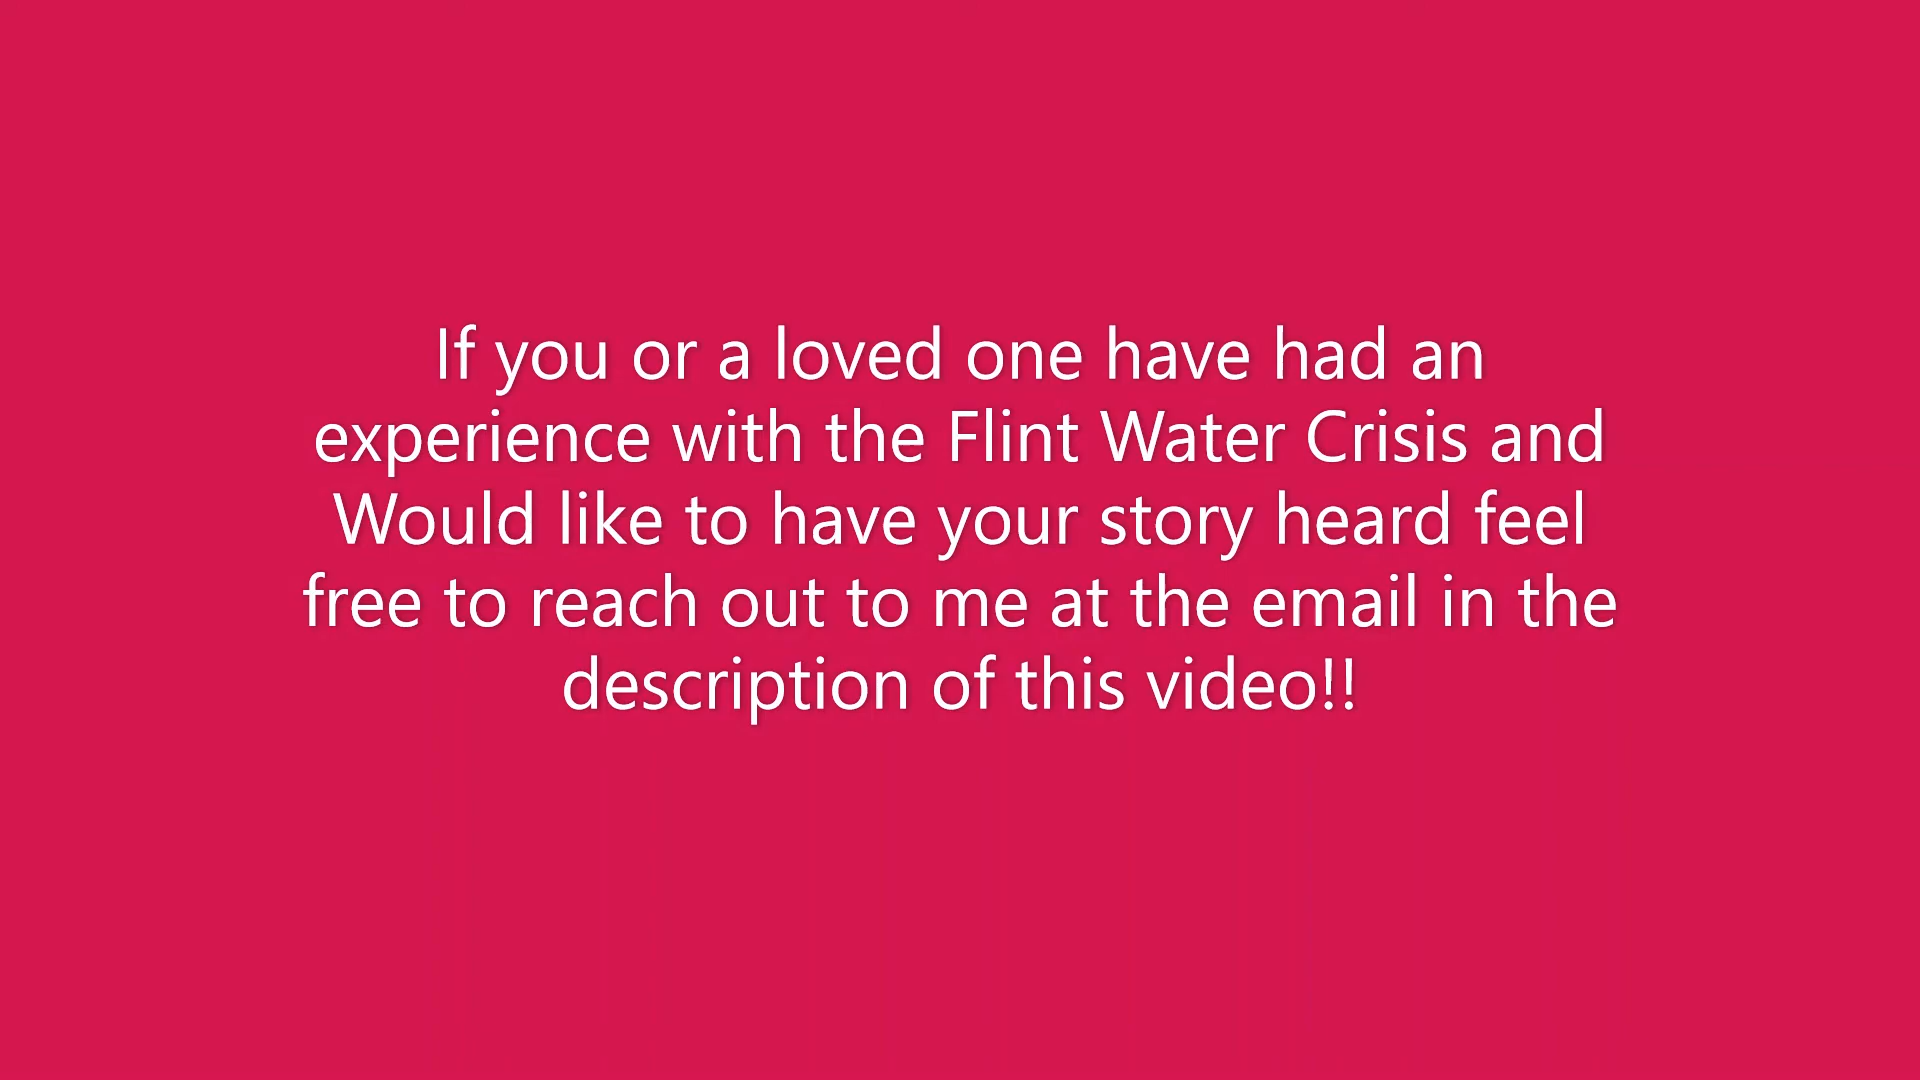 If you or a loved one have had an
experience with the Flint Water Crisis and
Would like to have your story heard feel
free to reach out to me at the email in the
description of this video!!